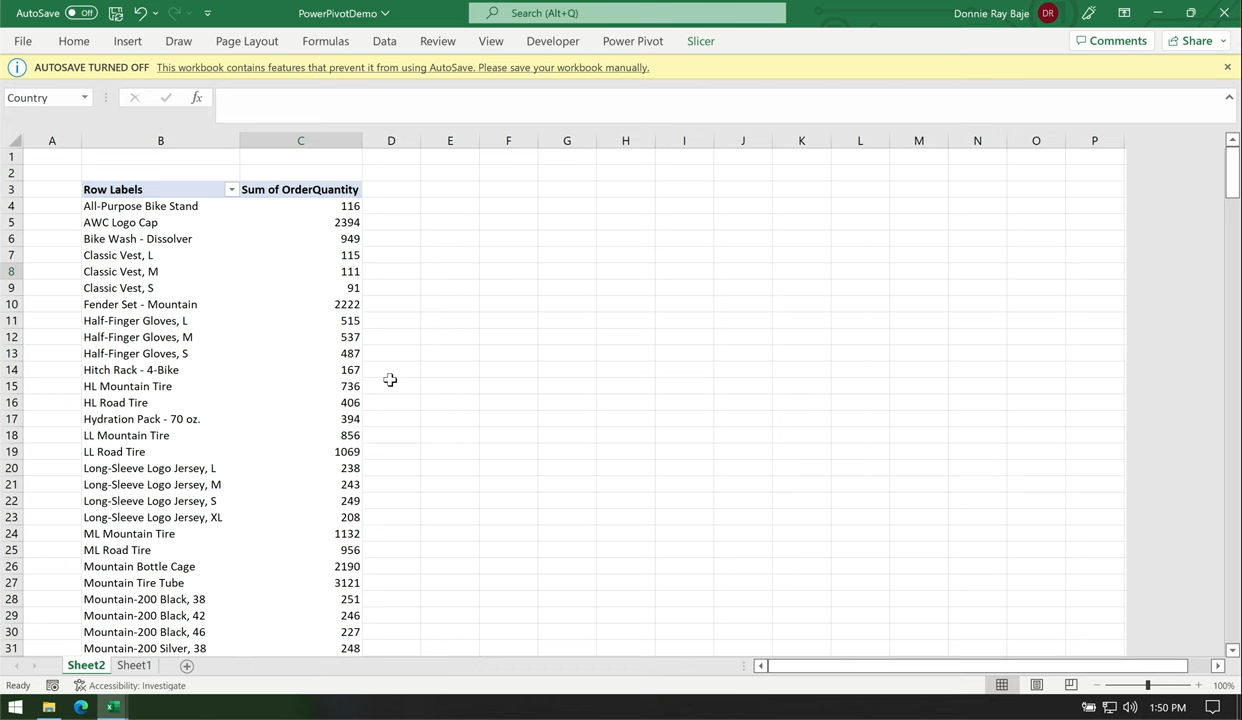 AutoSave Off PowerPivotDemo Search (Alt+Q) Donnie Ray Baje DR
File Home Insert Draw Page Layout Formulas Data Review View Developer Power Pivot Slicer Comments Share
AUTOSAVE TURNED OFF This workbook contains features that prevent it from using AutoSave. Please save your workbook manually.
Country fx
A B C D E F G H I J K L M N O P
1
2
3 Row Labels Sum of OrderQuantity
4 All-Purpose Bike Stand 116
5 AWC Logo Cap 2394
6 Bike Wash - Dissolver 949
7 Classic Vest, L 115
8 Classic Vest, M 111
9 Classic Vest, S 91
10 Fender Set - Mountain 2222
11 Half-Finger Gloves, L 515
12 Half-Finger Gloves, M 537
13 Half-Finger Gloves, S 487
14 Hitch Rack - 4-Bike 167
15 HL Mountain Tire 736
16 HL Road Tire 406
17 Hydration Pack - 70 oz. 394
18 LL Mountain Tire 856
19 LL Road Tire 1069
20 Long-Sleeve Logo Jersey, L 238
21 Long-Sleeve Logo Jersey, M 243
22 Long-Sleeve Logo Jersey, S 249
23 Long-Sleeve Logo Jersey, XL 208
24 ML Mountain Tire 1132
25 ML Road Tire 956
26 Mountain Bottle Cage 2190
27 Mountain Tire Tube 3121
28 Mountain-200 Black, 38 251
29 Mountain-200 Black, 42 246
30 Mountain-200 Black, 46 227
31 Mountain-200 Silver, 38 248
Sheet2 Sheet1
Ready Accessibility: Investigate 100%
1:50 PM